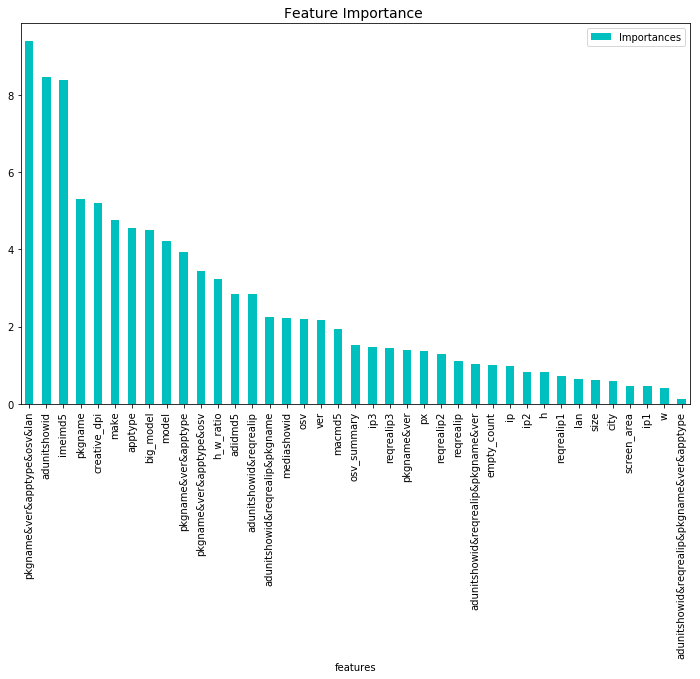 Feature Importance
Importances
8
6
4
2
0
pkgname&ver&apptype&osv&lan
adunitshowid
imeimd5
pkgname
creative_dpi
make
apptype
big_model
model
pkgname&ver&apptype
pkgname&ver&apptype&osv
h_w_ratio
adidmd5
adunitshowid&reqrealip
adunitshowid&reqrealip&pkgname
mediashowid
osv
ver
macmd5
osv_summary
ip3
reqrealip3
pkgname&ver
px
reqrealip2
reqrealip
adunitshowid&reqrealip&pkgname&ver
empty_count
ip
ip2
h
reqrealip1
lan
size
city
screen_area
ip1
w
adunitshowid&reqrealip&pkgname&ver&apptype
features